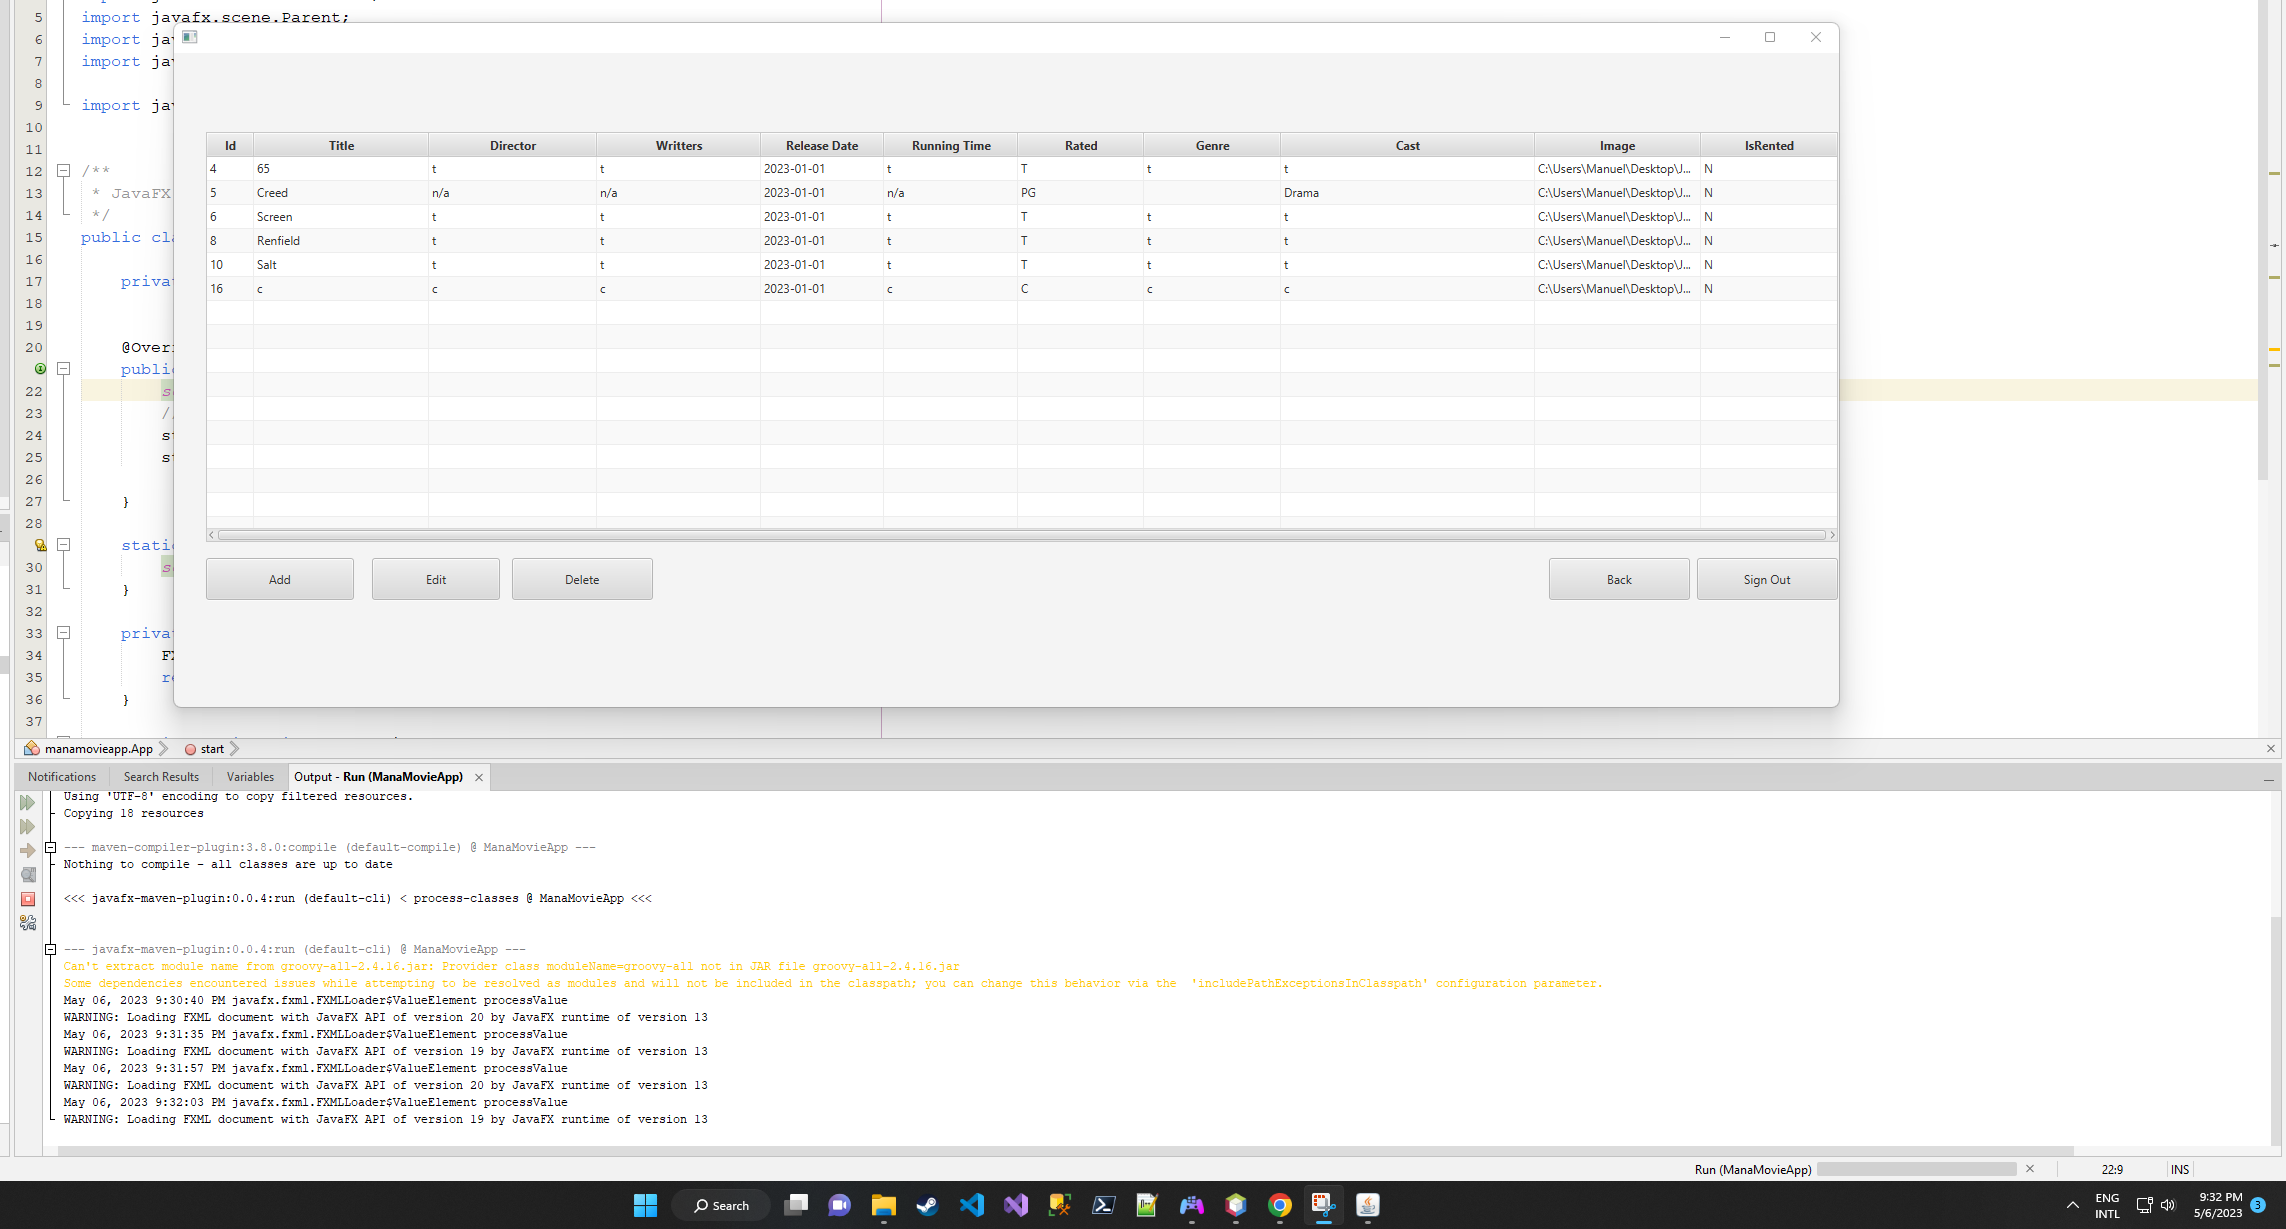 5 import javafx.scene.Parent;
6 import jav
7 import jav
8
9 import jav
10
11
12 /**
13 * JavaFX
14 */
15 public cla
16
17 privat
18
19
20 @Overr
public
22 s
23 /
24 st
25 st
26
27 }
28
static
30 s
31 }
32
33 privat
34 FX
35 re
36 }
37
Id Title Director Writters Release Date Running Time Rated Genre Cast Image IsRented
4 65 t t 2023-01-01 t T t t C:\Users\Manuel\Desktop\J... N
5 Creed n/a n/a 2023-01-01 n/a PG Drama C:\Users\Manuel\Desktop\J... N
6 Screen t t 2023-01-01 t T t t C:\Users\Manuel\Desktop\J... N
8 Renfield t t 2023-01-01 t T t t C:\Users\Manuel\Desktop\J... N
10 Salt t t 2023-01-01 t T t t C:\Users\Manuel\Desktop\J... N
16 c c c 2023-01-01 c C c c C:\Users\Manuel\Desktop\J... N
Add Edit Delete Back Sign Out
manamovieapp.App start
Notifications Search Results Variables Output - Run (ManaMovieApp)
Using 'UTF-8' encoding to copy filtered resources.
Copying 18 resources
--- maven-compiler-plugin:3.8.0:compile (default-compile) @ ManaMovieApp ---
Nothing to compile - all classes are up to date
<<< javafx-maven-plugin:0.0.4:run (default-cli) < process-classes @ ManaMovieApp <<<
--- javafx-maven-plugin:0.0.4:run (default-cli) @ ManaMovieApp ---
Can't extract module name from groovy-all-2.4.16.jar: Provider class moduleName=groovy-all not in JAR file groovy-all-2.4.16.jar
Some dependencies encountered issues while attempting to be resolved as modules and will not be included in the classpath; you can change this behavior via the 'includePathExceptionsInClasspath' configuration parameter.
May 06, 2023 9:30:40 PM javafx.fxml.FXMLLoader$ValueElement processValue
WARNING: Loading FXML document with JavaFX API of version 20 by JavaFX runtime of version 13
May 06, 2023 9:31:35 PM javafx.fxml.FXMLLoader$ValueElement processValue
WARNING: Loading FXML document with JavaFX API of version 19 by JavaFX runtime of version 13
May 06, 2023 9:31:57 PM javafx.fxml.FXMLLoader$ValueElement processValue
WARNING: Loading FXML document with JavaFX API of version 20 by JavaFX runtime of version 13
May 06, 2023 9:32:03 PM javafx.fxml.FXMLLoader$ValueElement processValue
WARNING: Loading FXML document with JavaFX API of version 19 by JavaFX runtime of version 13
Run (ManaMovieApp) 22:9 INS
Search
ENG
INTL
9:32 PM
5/6/2023
3